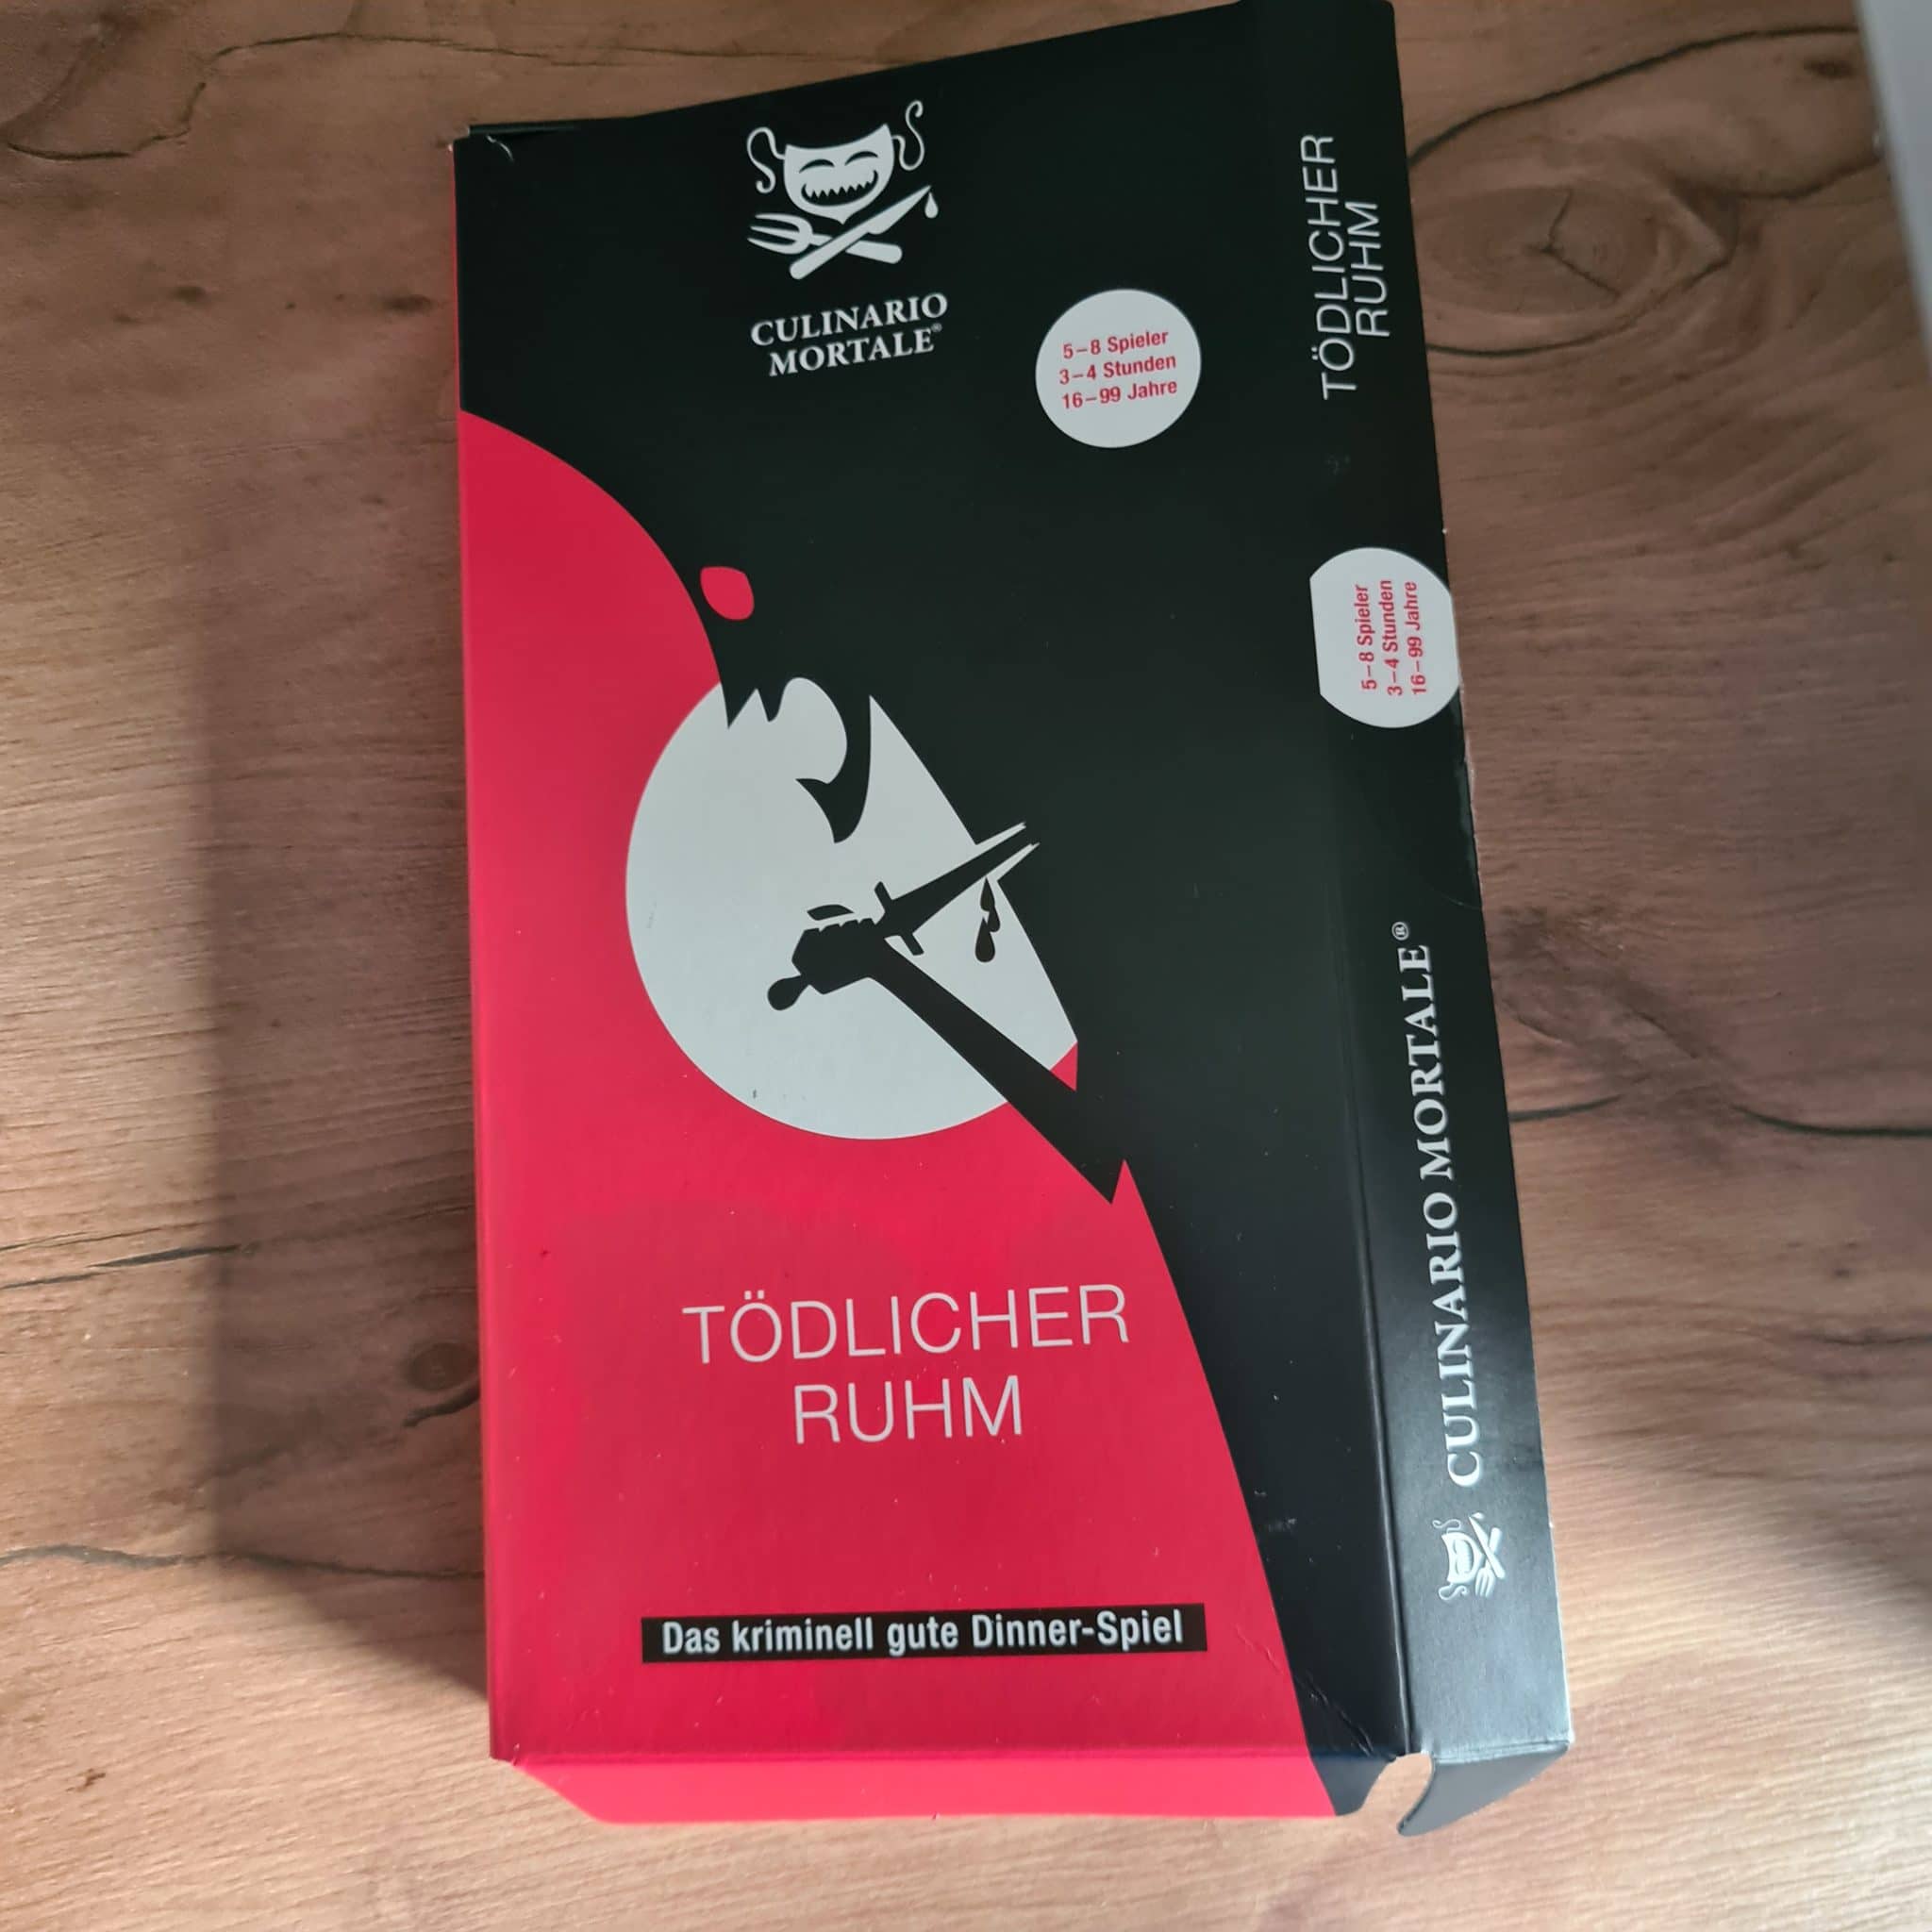 CULINARIO
MORTALE®
5–8 Spieler
3–4 Stunden
16–99 Jahre
TÖDLICHER
RUHM
Das kriminell gute Dinner-Spiel
TÖDLICHER
RUHM
5–8 Spieler
3–4 Stunden
16–99 Jahre
CULINARIO MORTALE®